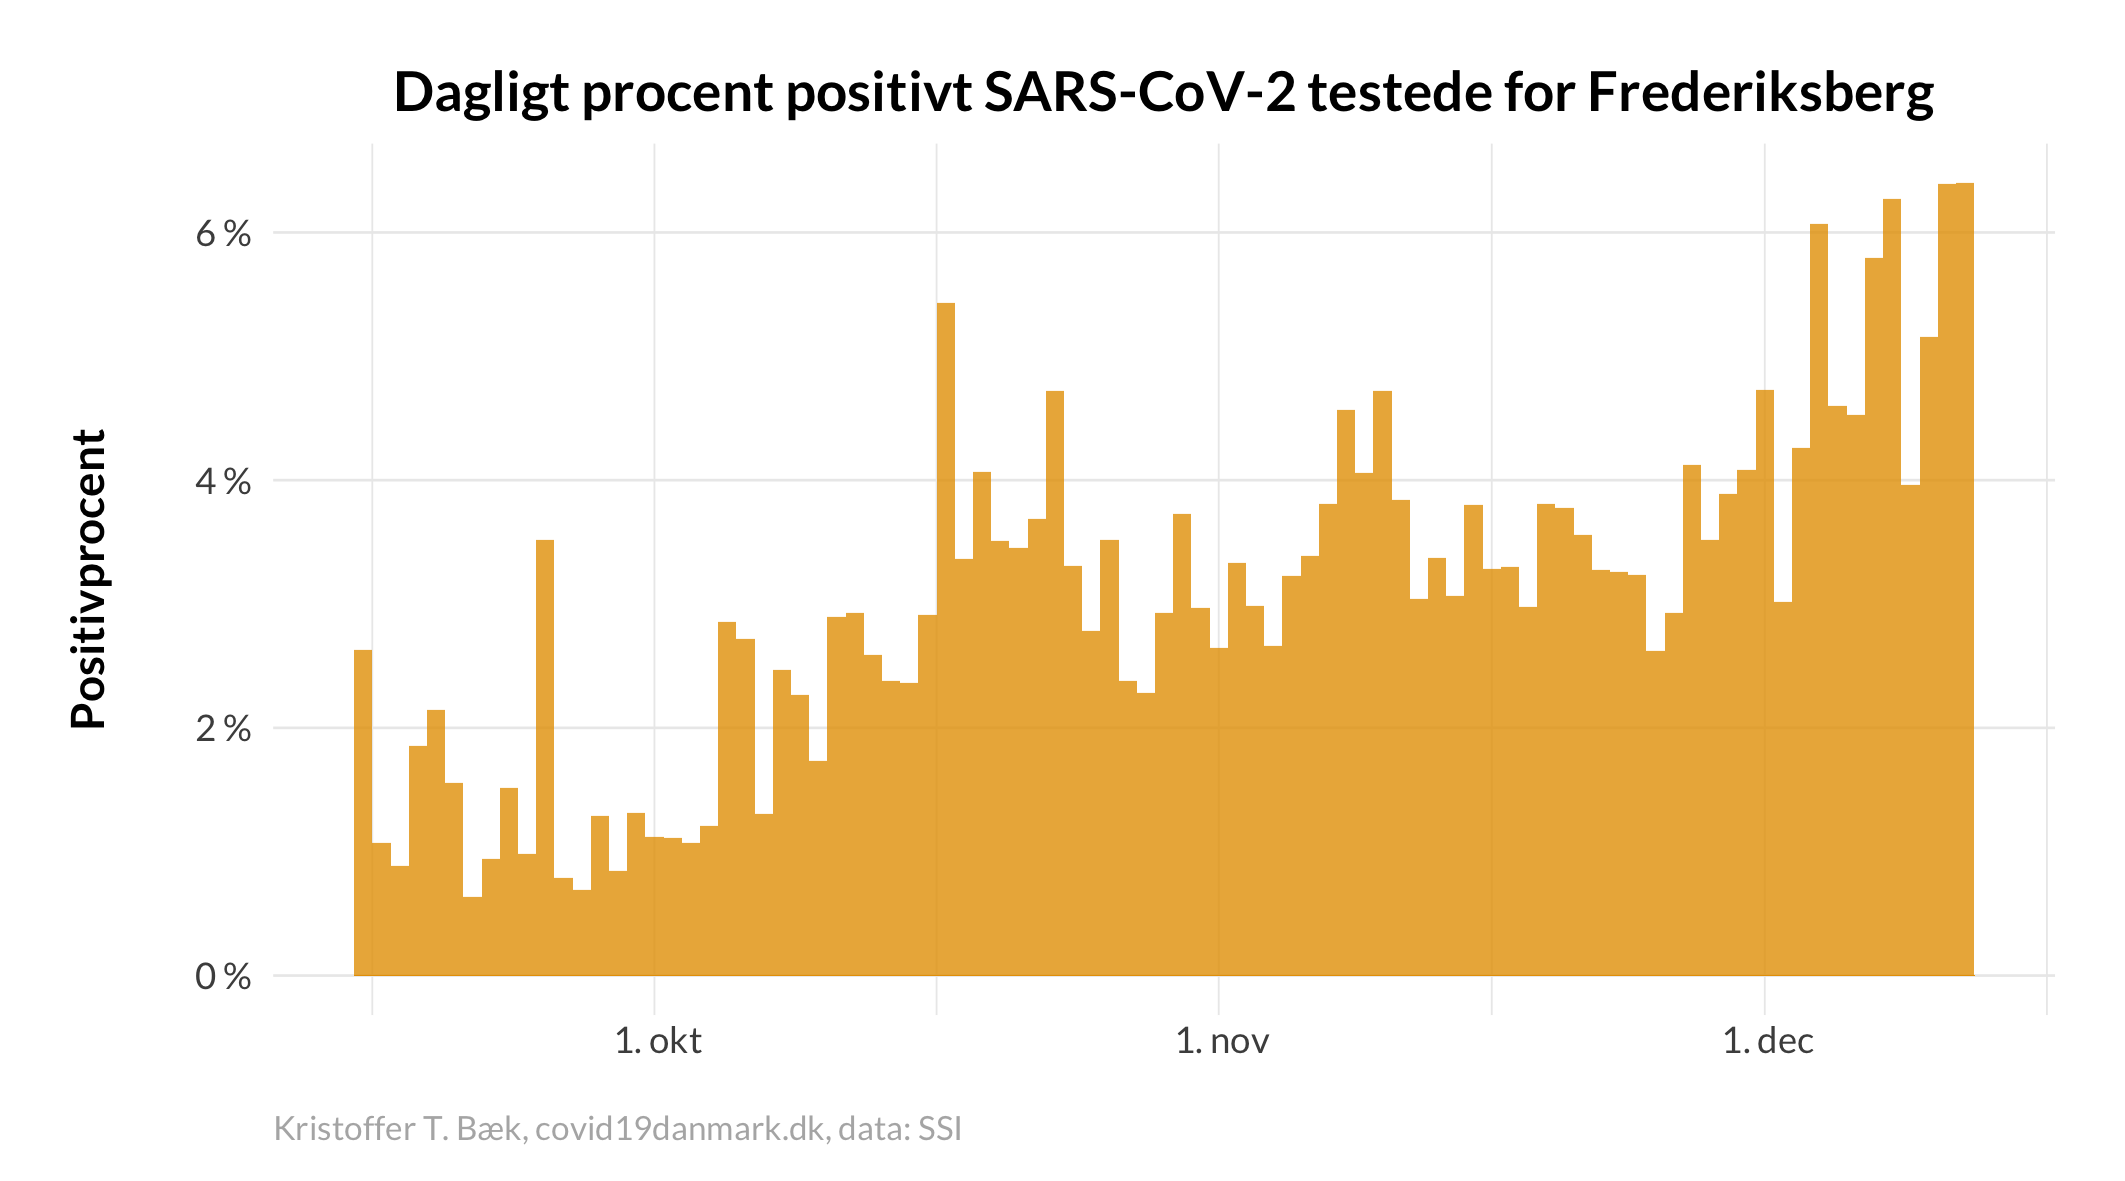 Dagligt procent positivt SARS-CoV-2 testede for Frederiksberg
Positivprocent
6 %
4 %
2 %
0 %
1. okt
1. nov
1. dec
Kristoffer T. Bæk, covid19danmark.dk, data: SSI